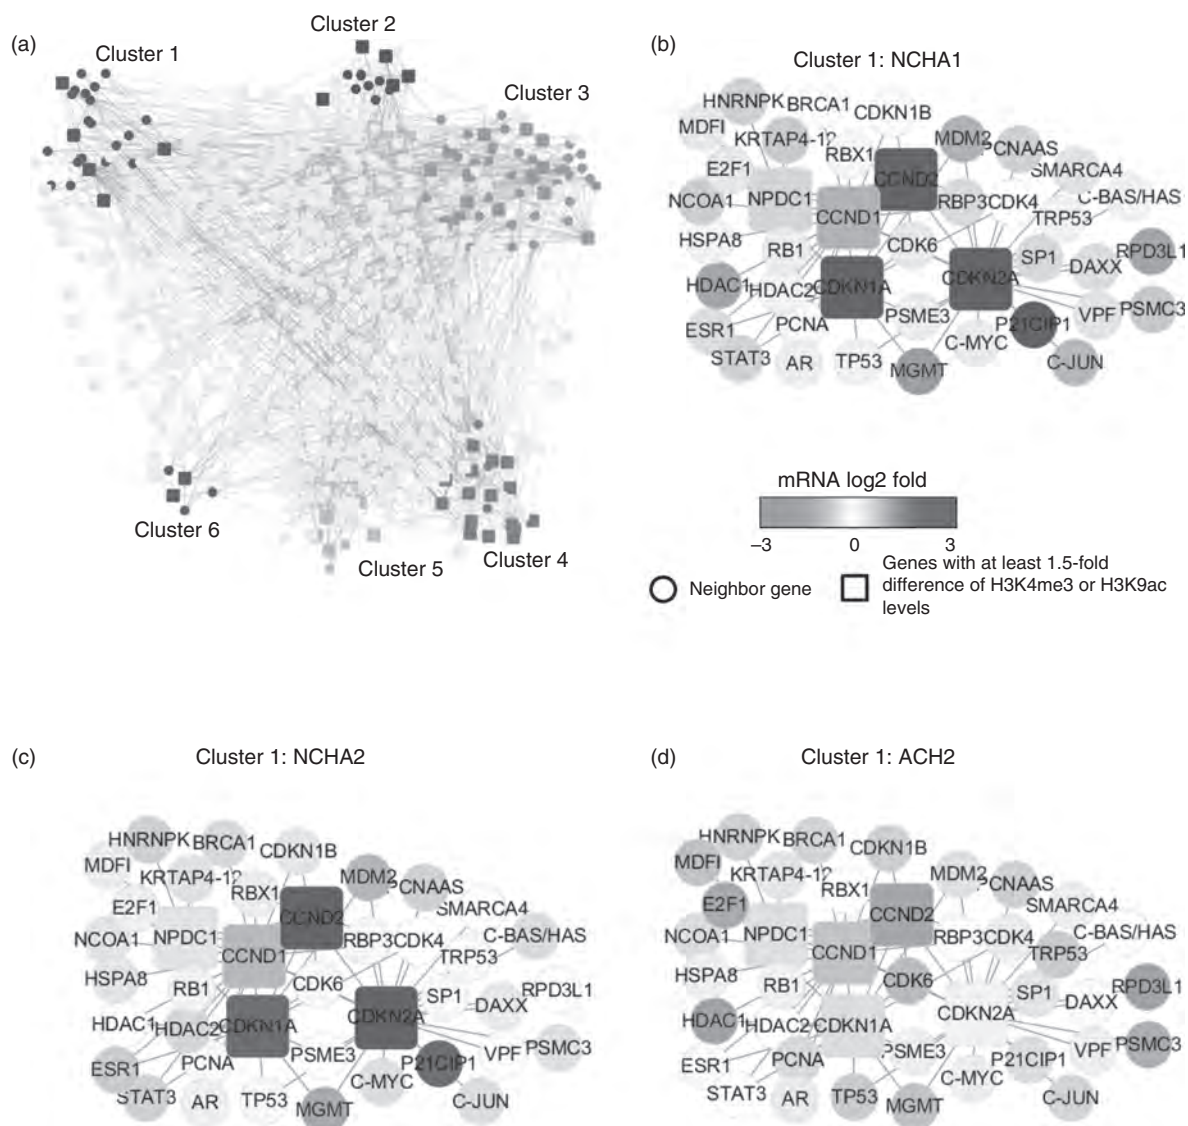 (a)
Cluster 1
Cluster 2
Cluster 3
Cluster 6
Cluster 5
Cluster 4
(b)
Cluster 1: NCHA1
HNRNPK
BRCA1
CDKN1B
MDFI
KRTAP4-12
RBX1
MDM2
PCNAAS
E2F1
CCND2
SMARCA4
NCOA1
NPDC1
CCND1
RBP3
CDK4
C-BAS/HAS
TRP53
HSPA8
RB1
CDK6
SP1
DAXX
RPD3L1
HDAC1
HDAC2
CDKN1A
CDKN2A
ESR1
PCNA
PSME3
P21CIP1
VPF
PSMC3
STAT3
AR
TP53
C-MYC
MGMT
C-JUN
mRNA log2 fold
–3
0
3
Neighbor gene
Genes with at least 1.5-fold
difference of H3K4me3 or H3K9ac
levels
(c)
Cluster 1: NCHA2
HNRNPK
BRCA1
CDKN1B
MDFI
KRTAP4-12
RBX1
MDM2
PCNAAS
E2F1
CCND2
SMARCA4
NCOA1
NPDC1
CCND1
RBP3
CDK4
C-BAS/HAS
TRP53
HSPA8
RB1
CDK6
SP1
DAXX
RPD3L1
HDAC1
HDAC2
CDKN1A
CDKN2A
ESR1
PCNA
PSME3
P21CIP1
VPF
PSMC3
STAT3
AR
TP53
C-MYC
MGMT
C-JUN
(d)
Cluster 1: ACH2
HNRNPK
BRCA1
CDKN1B
MDFI
KRTAP4-12
RBX1
MDM2
PCNAAS
E2F1
CCND2
SMARCA4
NCOA1
NPDC1
CCND1
RBP3
CDK4
C-BAS/HAS
TRP53
HSPA8
RB1
CDK6
SP1
DAXX
RPD3L1
HDAC1
HDAC2
CDKN1A
CDKN2A
ESR1
PCNA
PSME3
P21CIP1
VPF
PSMC3
STAT3
AR
TP53
C-MYC
MGMT
C-JUN